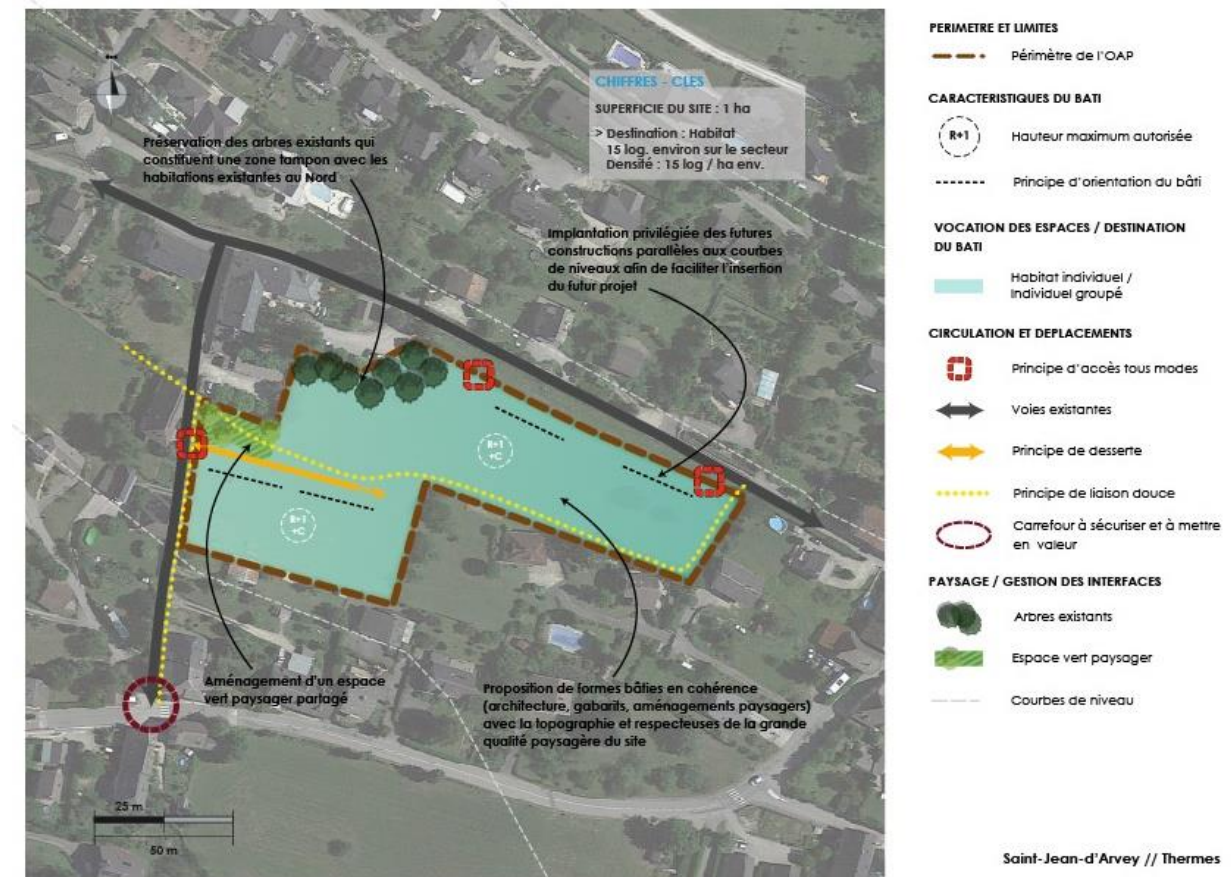 CHIFFRES - CLES
SUPERFICIE DU SITE : 1 ha
> Destination : Habitat
15 log. environ sur le secteur
Densité : 15 log / ha env.
Préservation des arbres existants qui
constituent une zone tampon avec les
habitations existantes au Nord
Implantation privilégiée des futures
constructions parallèles aux courbes
de niveaux afin de faciliter l'insertion
du futur projet
R+1
+C
R+1
+C
Aménagement d'un espace
vert paysager partagé
Proposition de formes bâties en cohérence
(architecture, gabarits, aménagements paysagers)
avec la topographie et respecteuses de la grande
qualité paysagère du site
25 m
50 m
PERIMETRE ET LIMITES
Périmètre de l'OAP
CARACTERISTIQUES DU BATI
R+1
Hauteur maximum autorisée
Principe d'orientation du bâti
VOCATION DES ESPACES / DESTINATION
DU BATI
Habitat individuel /
Individuel groupé
CIRCULATION ET DEPLACEMENTS
Principe d'accès tous modes
Voies existantes
Principe de desserte
Principe de liaison douce
Carrefour à sécuriser et à mettre
en valeur
PAYSAGE / GESTION DES INTERFACES
Arbres existants
Espace vert paysager
Courbes de niveau
Saint-Jean-d'Arvey // Thermes